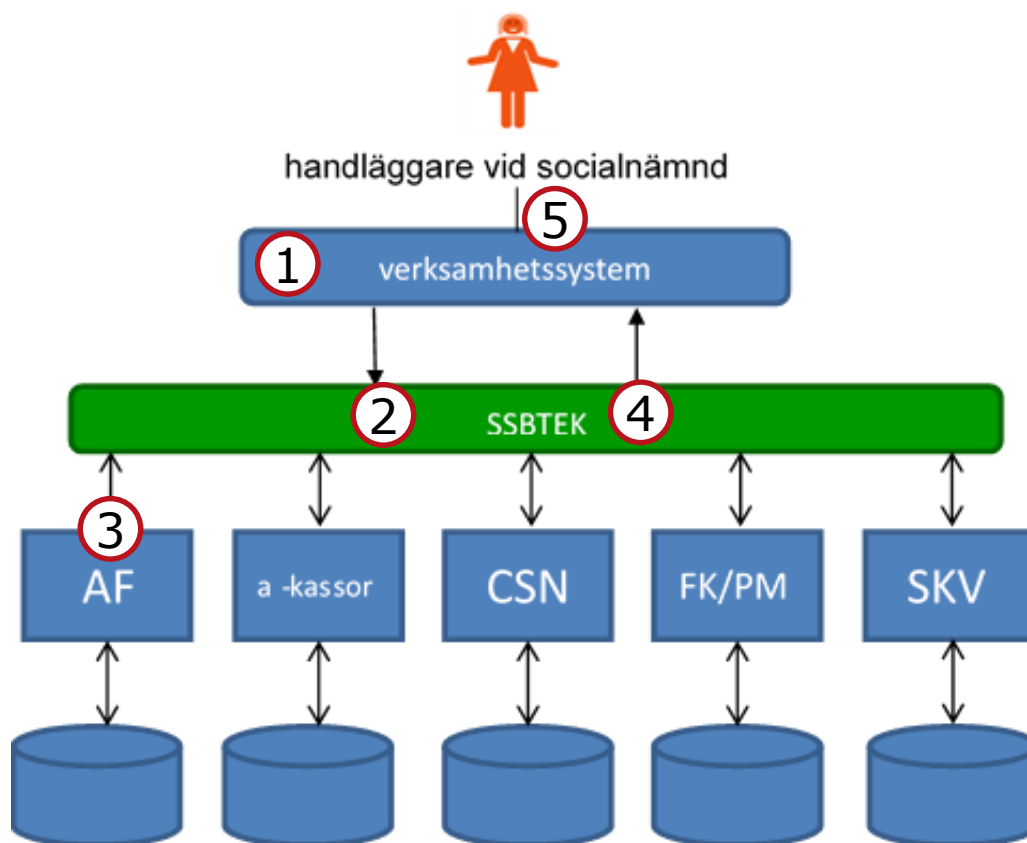 handläggare vid socialnämnd
5
1
verksamhetssystem
2
SSBTEK
4
3
AF
a -kassor
CSN
FK/PM
SKV